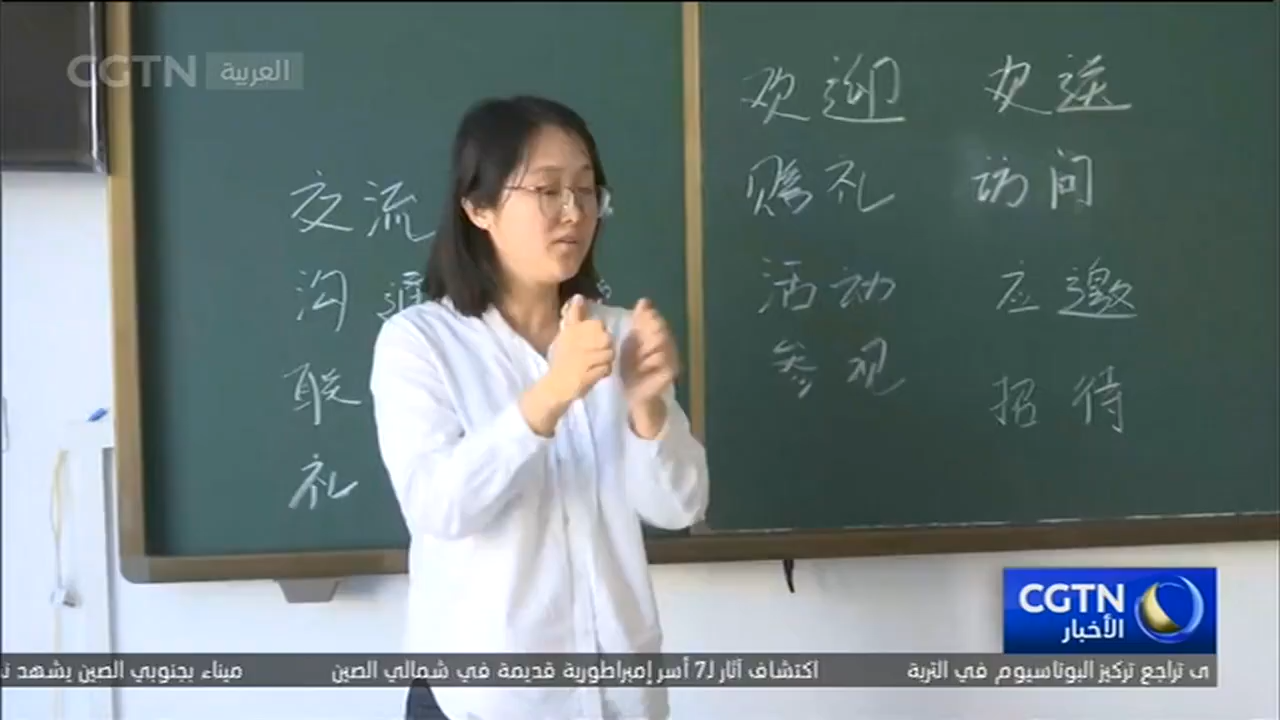 CGTN العربية
欢迎 欢送
赠礼 访问
活动 应邀
参观 招待
交流
沟通
联
礼
CGTN
الأخبار
ى تراجع تركيز البوتاسيوم في التربة
اكتشاف آثار لـ7 أسر إمبراطورية قديمة في شمالي الصين
ميناء بجنوبي الصين يشهد